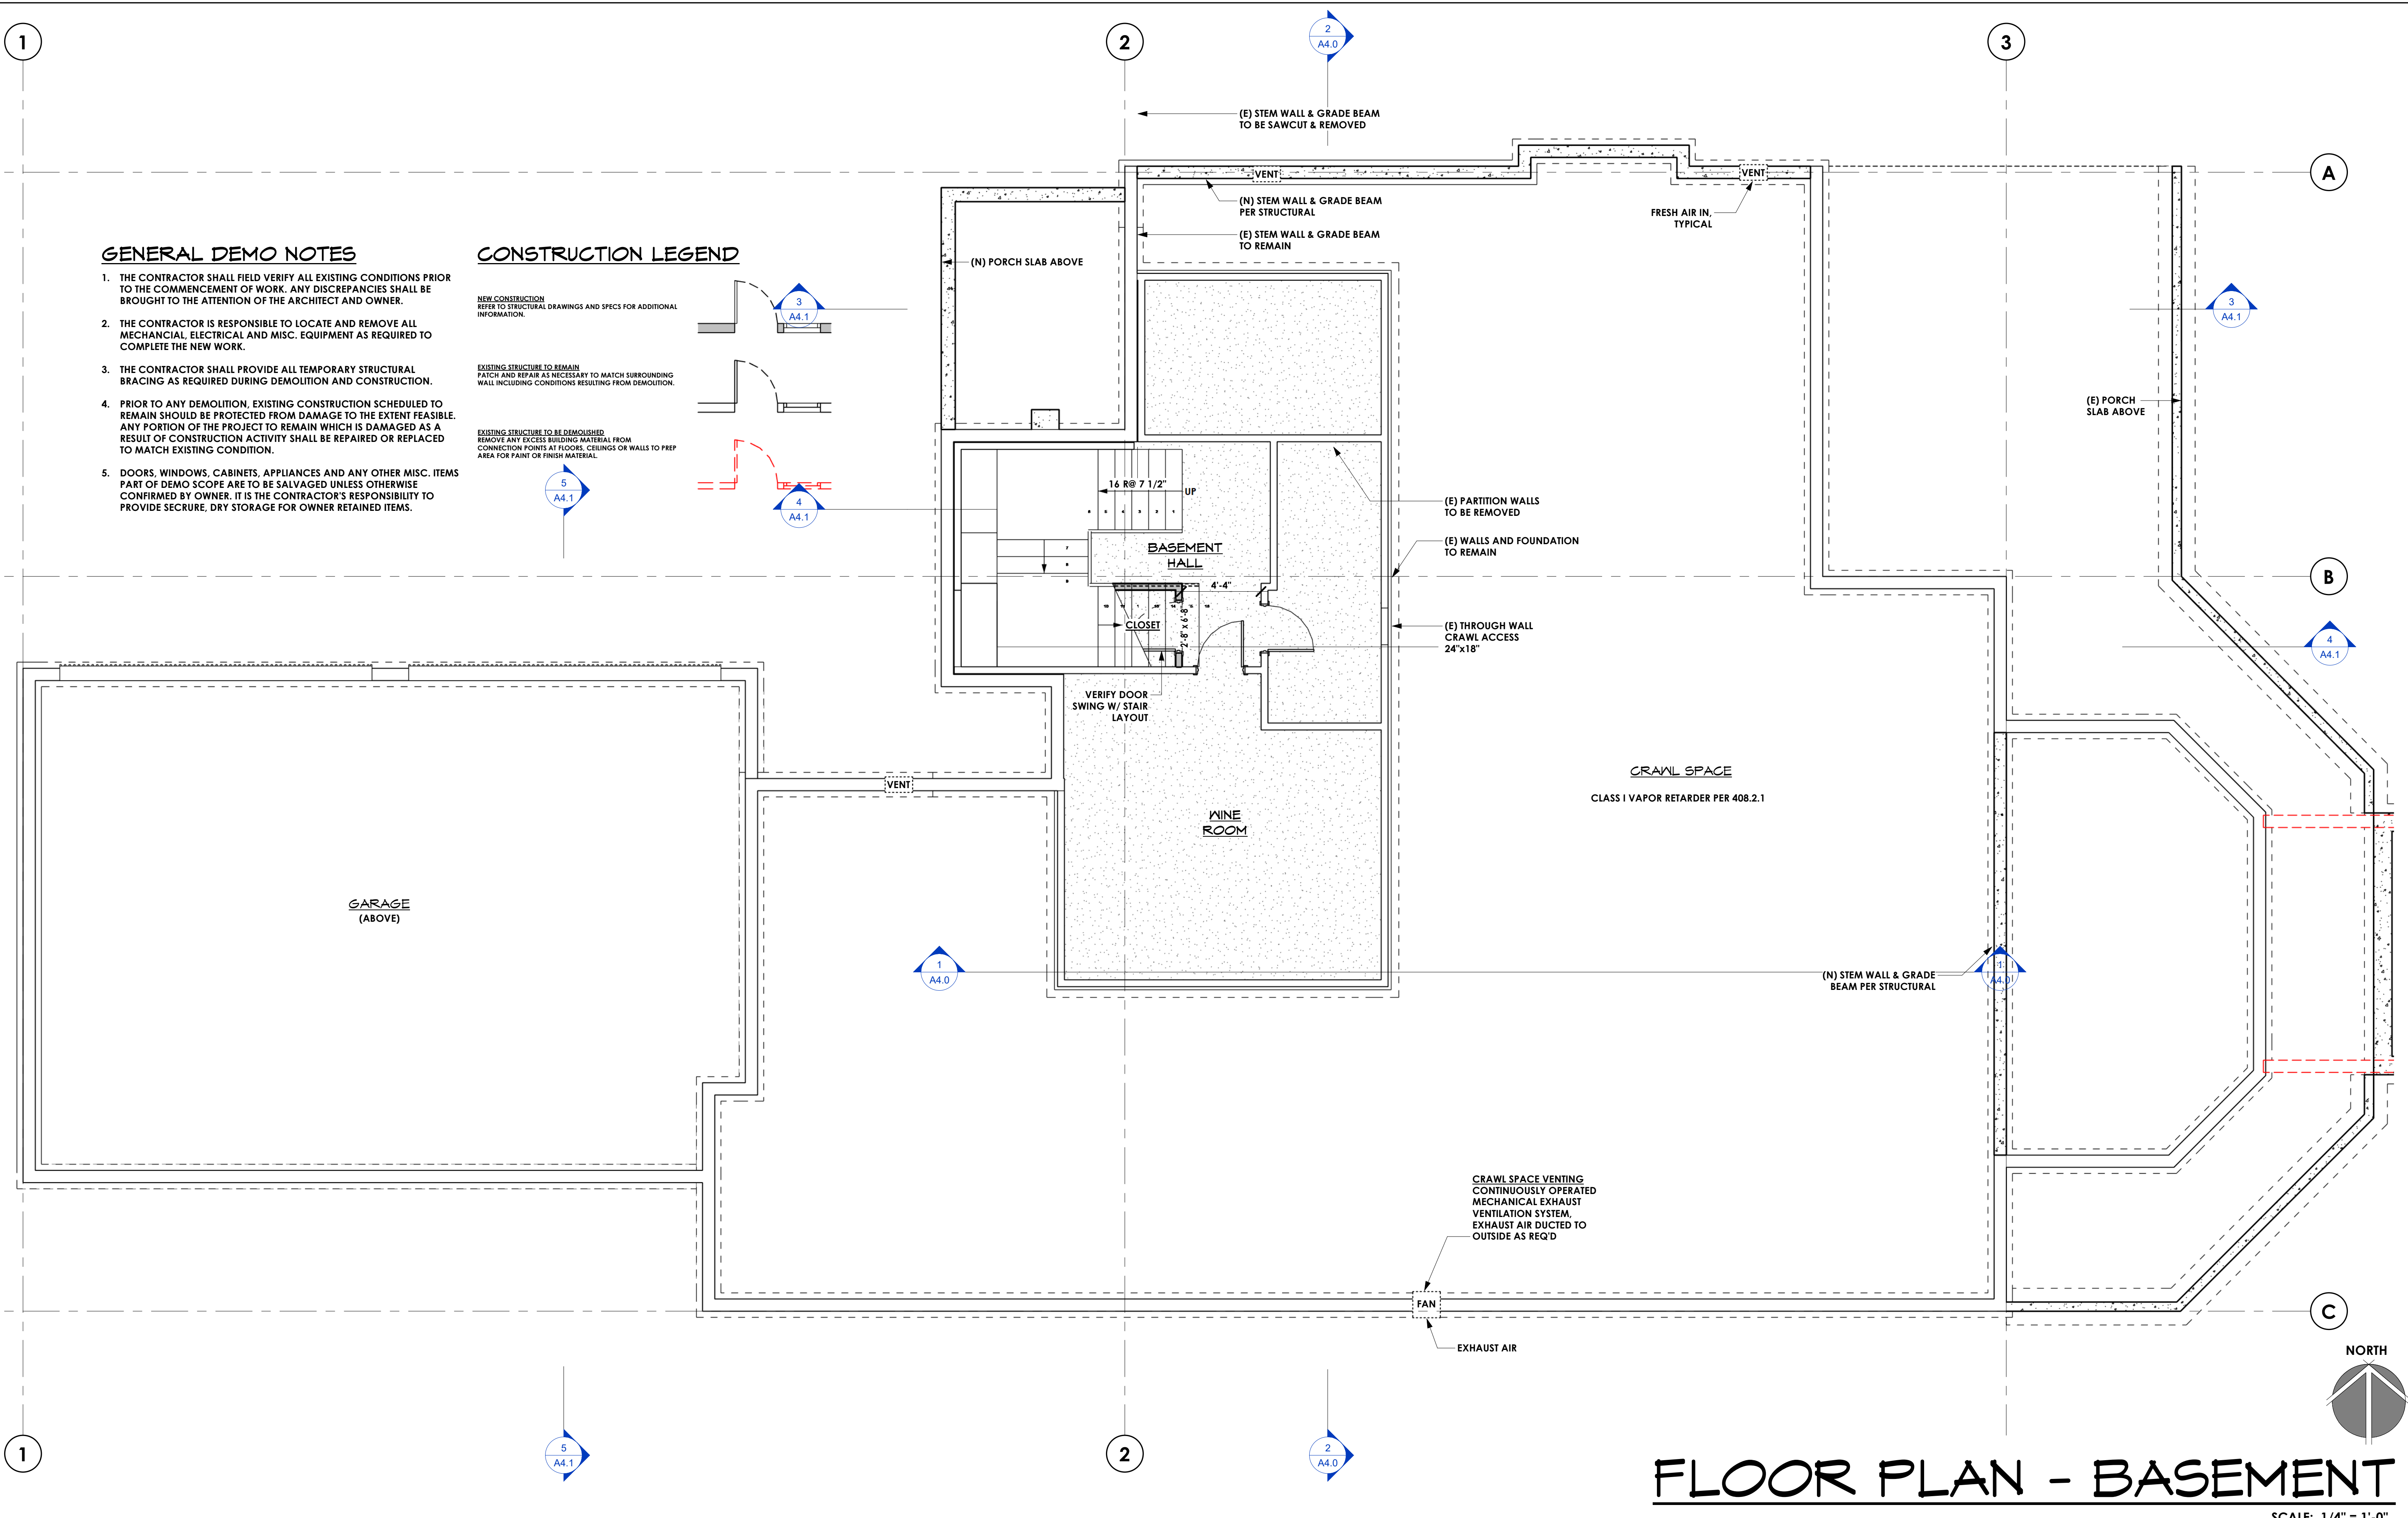 1
2
2
A4.0
3
(E) STEM WALL & GRADE BEAM
TO BE SAWCUT & REMOVED
A
VENT
VENT
(N) STEM WALL & GRADE BEAM
PER STRUCTURAL
FRESH AIR IN,
TYPICAL
(E) STEM WALL & GRADE BEAM
TO REMAIN
(N) PORCH SLAB ABOVE
GENERAL DEMO NOTES
1. THE CONTRACTOR SHALL FIELD VERIFY ALL EXISTING CONDITIONS PRIOR
TO THE COMMENCEMENT OF WORK. ANY DISCREPANCIES SHALL BE
BROUGHT TO THE ATTENTION OF THE ARCHITECT AND OWNER.
2. THE CONTRACTOR IS RESPONSIBLE TO LOCATE AND REMOVE ALL
MECHANCIAL, ELECTRICAL AND MISC. EQUIPMENT AS REQUIRED TO
COMPLETE THE NEW WORK.
3. THE CONTRACTOR SHALL PROVIDE ALL TEMPORARY STRUCTURAL
BRACING AS REQUIRED DURING DEMOLITION AND CONSTRUCTION.
4. PRIOR TO ANY DEMOLITION, EXISTING CONSTRUCTION SCHEDULED TO
REMAIN SHOULD BE PROTECTED FROM DAMAGE TO THE EXTENT FEASIBLE.
ANY PORTION OF THE PROJECT TO REMAIN WHICH IS DAMAGED AS A
RESULT OF CONSTRUCTION ACTIVITY SHALL BE REPAIRED OR REPLACED
TO MATCH EXISTING CONDITION.
5. DOORS, WINDOWS, CABINETS, APPLIANCES AND ANY OTHER MISC. ITEMS
PART OF DEMO SCOPE ARE TO BE SALVAGED UNLESS OTHERWISE
CONFIRMED BY OWNER. IT IS THE CONTRACTOR'S RESPONSIBILITY TO
PROVIDE SECRURE, DRY STORAGE FOR OWNER RETAINED ITEMS.
CONSTRUCTION LEGEND
NEW CONSTRUCTION
REFER TO STRUCTURAL DRAWINGS AND SPECS FOR ADDITIONAL
INFORMATION.
EXISTING STRUCTURE TO REMAIN
PATCH AND REPAIR AS NECESSARY TO MATCH SURROUNDING
WALL INCLUDING CONDITIONS RESULTING FROM DEMOLITION.
EXISTING STRUCTURE TO BE DEMOLISHED
REMOVE ANY EXCESS BUILDING MATERIAL FROM
CONNECTION POINTS AT FLOORS, CEILINGS OR WALLS TO PREP
AREA FOR PAINT OR FINISH MATERIAL.
3
A4.1
3
A4.1
5
A4.1
4
A4.1
(E) PORCH
SLAB ABOVE
16 R@ 7 1/2"
UP
6 5 4 3 2 1
7
8
9
BASEMENT
HALL
4'-4"
CLOSET
2'-8" x 6'-8"
(E) PARTITION WALLS
TO BE REMOVED
(E) WALLS AND FOUNDATION
TO REMAIN
B
(E) THROUGH WALL
CRAWL ACCESS
24"x18"
4
A4.1
VERIFY DOOR
SWING W/ STAIR
LAYOUT
VENT
CRAWL SPACE
CLASS I VAPOR RETARDER PER 408.2.1
WINE
ROOM
GARAGE
(ABOVE)
1
A4.0
(N) STEM WALL & GRADE
BEAM PER STRUCTURAL
1
A4.0
CRAWL SPACE VENTING
CONTINUOUSLY OPERATED
MECHANICAL EXHAUST
VENTILATION SYSTEM,
EXHAUST AIR DUCTED TO
OUTSIDE AS REQ'D
FAN
C
EXHAUST AIR
NORTH
1
5
A4.1
2
2
A4.0
FLOOR PLAN - BASEMENT
SCALE: 1/4" = 1'-0"